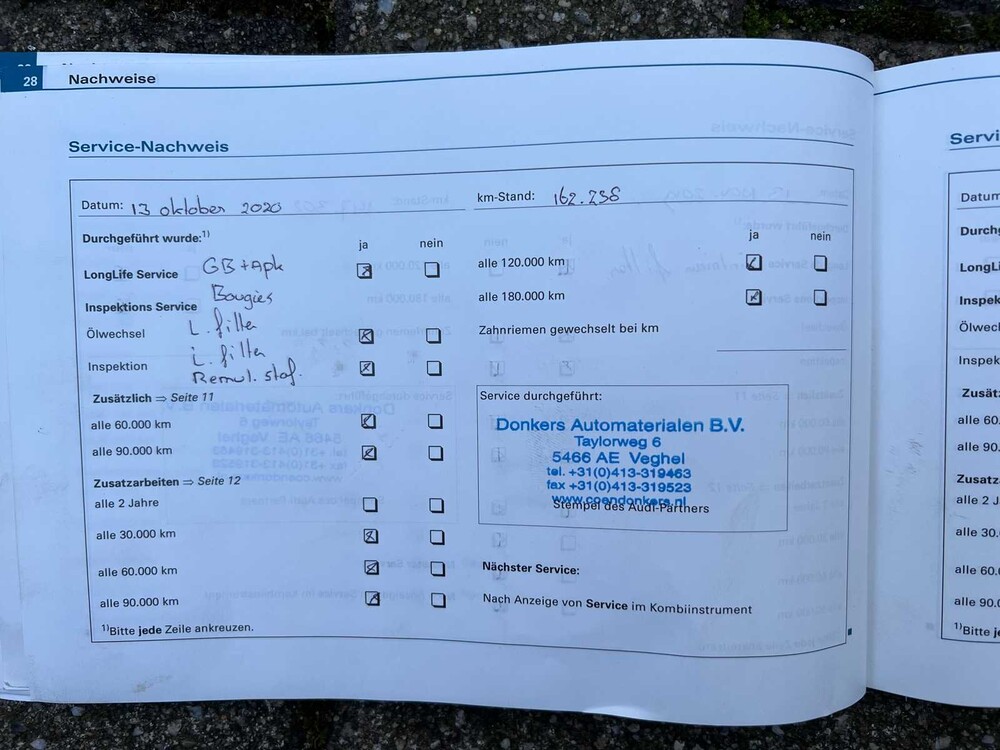 28
Nachweise
Service-Nachweis
Datum: 13 oktober 2020
km-Stand: 162.238
Durchgeführt wurde:1)
ja nein
LongLife Service GB + Apk
Inspektions Service Bougies
Ölwechsel L. filter
Inspektion i. filter
Remvl. stof.
Zusätzlich ⇒ Seite 11
alle 60.000 km
alle 90.000 km
Zusatzarbeiten ⇒ Seite 12
alle 2 Jahre
alle 30.000 km
alle 60.000 km
alle 90.000 km
1)Bitte jede Zeile ankreuzen.
ja nein
alle 120.000 km
alle 180.000 km
Zahnriemen gewechselt bei km
Service durchgeführt:
Donkers Automaterialen B.V.
Taylorweg 6
5466 AE Veghel
tel. +31(0)413-319463
fax +31(0)413-319523
www.coendonkers.nl
Stempel des Audi-Partners
Nächster Service:
Nach Anzeige von Service im Kombiinstrument
Servi
Datum
Durchg
LongLi
Inspek
Ölwec
Inspek
Zusätz
alle 60.
alle 90.
Zusatz
alle 2 J
alle 30.
alle 60.
alle 90.0
1)Bitte je